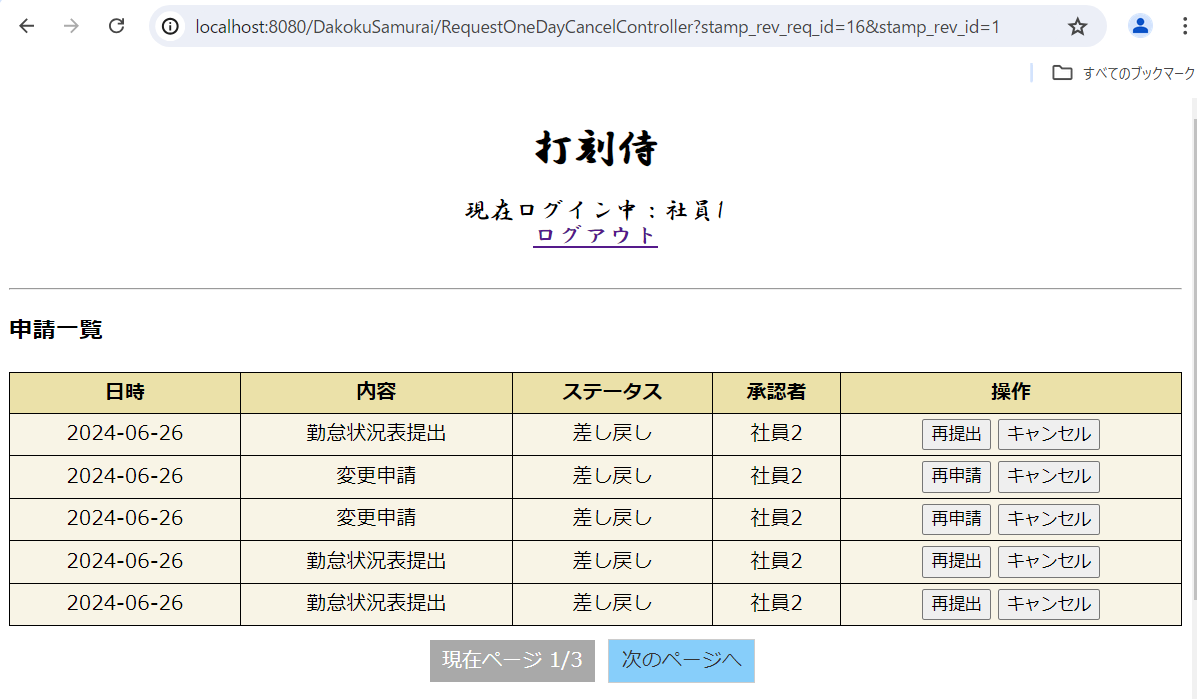 localhost:8080/DakokuSamurai/RequestOneDayCancelController?stamp_rev_req_id=16&stamp_rev_id=1
すべてのブックマーク
打刻侍
現在ログイン中：社員1
ログアウト
申請一覧
日時 内容 ステータス 承認者 操作
2024-06-26 勤怠状況表提出 差し戻し 社員2 再提出 キャンセル
2024-06-26 変更申請 差し戻し 社員2 再申請 キャンセル
2024-06-26 変更申請 差し戻し 社員2 再申請 キャンセル
2024-06-26 勤怠状況表提出 差し戻し 社員2 再提出 キャンセル
2024-06-26 勤怠状況表提出 差し戻し 社員2 再提出 キャンセル
現在ページ 1/3 次のページへ